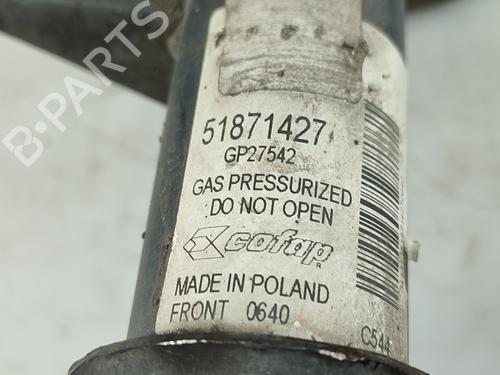 51871427
GP27542
GAS PRESSURIZED
DO NOT OPEN
cofap
R
MADE IN POLAND
FRONT 0640
C544
B-PARTS